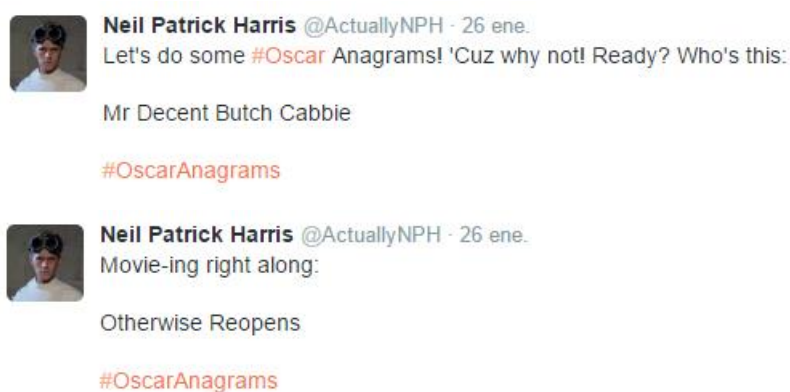 Neil Patrick Harris @ActuallyNPH · 26 ene.
Let's do some #Oscar Anagrams! 'Cuz why not! Ready? Who's this:
Mr Decent Butch Cabbie
#OscarAnagrams
Neil Patrick Harris @ActuallyNPH · 26 ene.
Movie-ing right along:
Otherwise Reopens
#OscarAnagrams